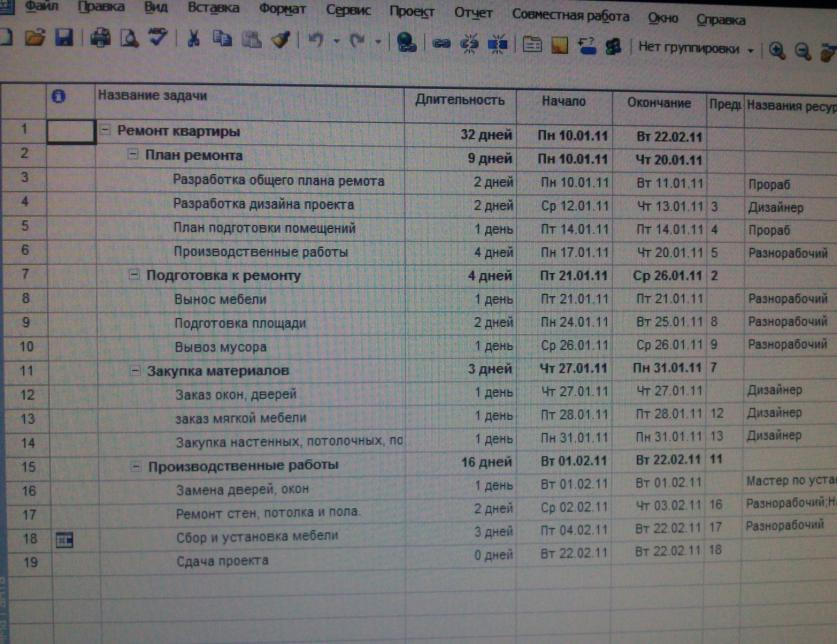 Файл Правка Вид Вставка Формат Сервис Проект Отчет Совместная работа Окно Справка
Нет группировки
Название задачи Длительность Начало Окончание Предш Названия ресур
1 Ремонт квартиры 32 дней Пн 10.01.11 Вт 22.02.11
2 План ремонта 9 дней Пн 10.01.11 Чт 20.01.11
3 Разработка общего плана ремота 2 дней Пн 10.01.11 Вт 11.01.11 Прораб
4 Разработка дизайна проекта 2 дней Ср 12.01.11 Чт 13.01.11 3 Дизайнер
5 План подготовки помещений 1 день Пт 14.01.11 Пт 14.01.11 4 Прораб
6 Производственные работы 4 дней Пн 17.01.11 Чт 20.01.11 5 Разнорабочий
7 Подготовка к ремонту 4 дней Пт 21.01.11 Ср 26.01.11 2
8 Вынос мебели 1 день Пт 21.01.11 Пт 21.01.11 Разнорабочий
9 Подготовка площади 2 дней Пн 24.01.11 Вт 25.01.11 8 Разнорабочий
10 Вывоз мусора 1 день Ср 26.01.11 Ср 26.01.11 9 Разнорабочий
11 Закупка материалов 3 дней Чт 27.01.11 Пн 31.01.11 7
12 Заказ окон, дверей 1 день Чт 27.01.11 Чт 27.01.11 Дизайнер
13 заказ мягкой мебели 1 день Пт 28.01.11 Пт 28.01.11 12 Дизайнер
14 Закупка настенных, потолочных, по 1 день Пн 31.01.11 Пн 31.01.11 13 Дизайнер
15 Производственные работы 16 дней Вт 01.02.11 Вт 22.02.11 11
16 Замена дверей, окон 1 день Вт 01.02.11 Вт 01.02.11 Мастер по уста
17 Ремонт стен, потолка и пола. 2 дней Ср 02.02.11 Чт 03.02.11 16 Разнорабочий;Н
18 Сбор и установка мебели 3 дней Пт 04.02.11 Вт 22.02.11 17 Разнорабочий
19 Сдача проекта 0 дней Вт 22.02.11 Вт 22.02.11 18